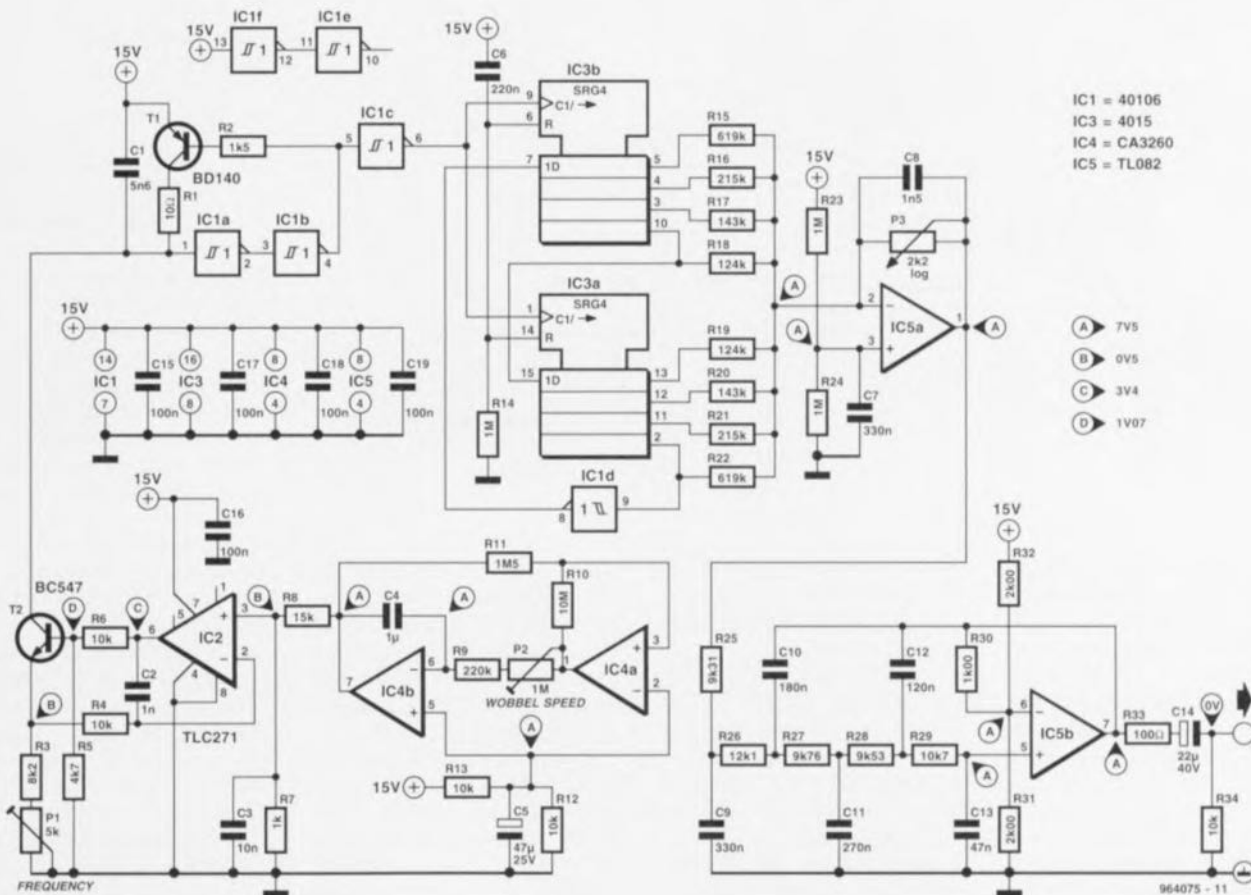 IC1f
IC1e
15V
13
⎎ 1
12
11
⎎ 1
10
15V
C6
220n
IC3b
SRG4
9
C1/ →
6
R
7
1D
5
4
3
10
R15
619k
R16
215k
R17
143k
R18
124k
IC1 = 40106
IC3 = 4015
IC4 = CA3260
IC5 = TL082
15V
T1
R2
1k5
BD140
C1
5n6
R1
10Ω
IC1c
5
⎎ 1
6
IC1a
1
⎎ 1
2
IC1b
3
⎎ 1
4
15V
R23
1M
C8
1n5
P3
2k2
log
A
A
2
−
3
+
IC5a
1
A
R24
1M
C7
330n
A 7V5
B 0V5
C 3V4
D 1V07
IC3a
SRG4
1
C1/ →
14
R
15
1D
13
12
11
2
R19
124k
R20
143k
R21
215k
R22
619k
R14
1M
IC1d
8
1 ⎎
9
15V
14
IC1
7
C15
100n
16
IC3
8
C17
100n
8
IC4
4
C18
100n
8
IC5
4
C19
100n
15V
C16
100n
BC547
T2
D
R6
10k
C
6
IC2
7
1
5
+
3
−
2
4
8
TLC271
B
R8
15k
A
C4
1µ
A
R11
1M5
R10
10M
R9
220k
P2
1M
WOBBEL SPEED
7
IC4b
−
6
+
5
1
IC4a
+
3
−
2
A
B
R4
10k
C2
1n
R3
8k2
R5
4k7
P1
5k
FREQUENCY
C3
10n
R7
1k
15V
R13
10k
C5
47µ
25V
R12
10k
15V
R32
2k00
R25
9k31
C10
180n
C12
120n
R30
1k00
R26
12k1
R27
9k76
R28
9k53
R29
10k7
A
6
−
5
+
A
IC5b
7
A
R33
100Ω
C14
22µ
40V
0V
C9
330n
C11
270n
C13
47n
R31
2k00
R34
10k
964075 - 11